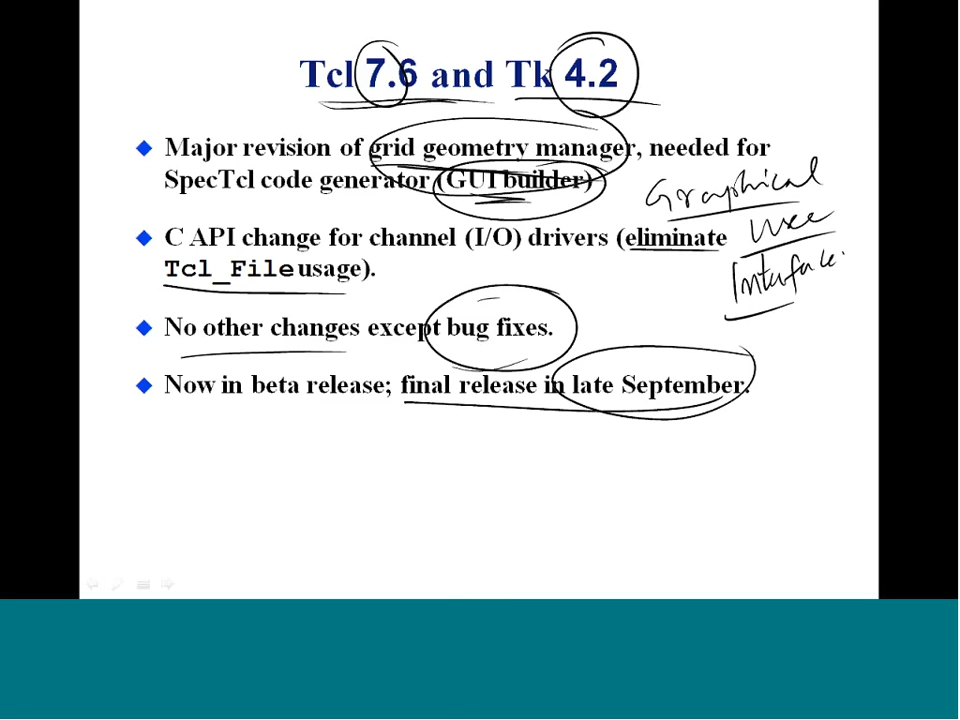 Tcl 7.6 and Tk 4.2
Major revision of grid geometry manager, needed for
SpecTcl code generator (GUI builder)
Graphical
User
Interface.
C API change for channel (I/O) drivers (eliminate
Tcl_File usage).
No other changes except bug fixes.
Now in beta release; final release in late September.